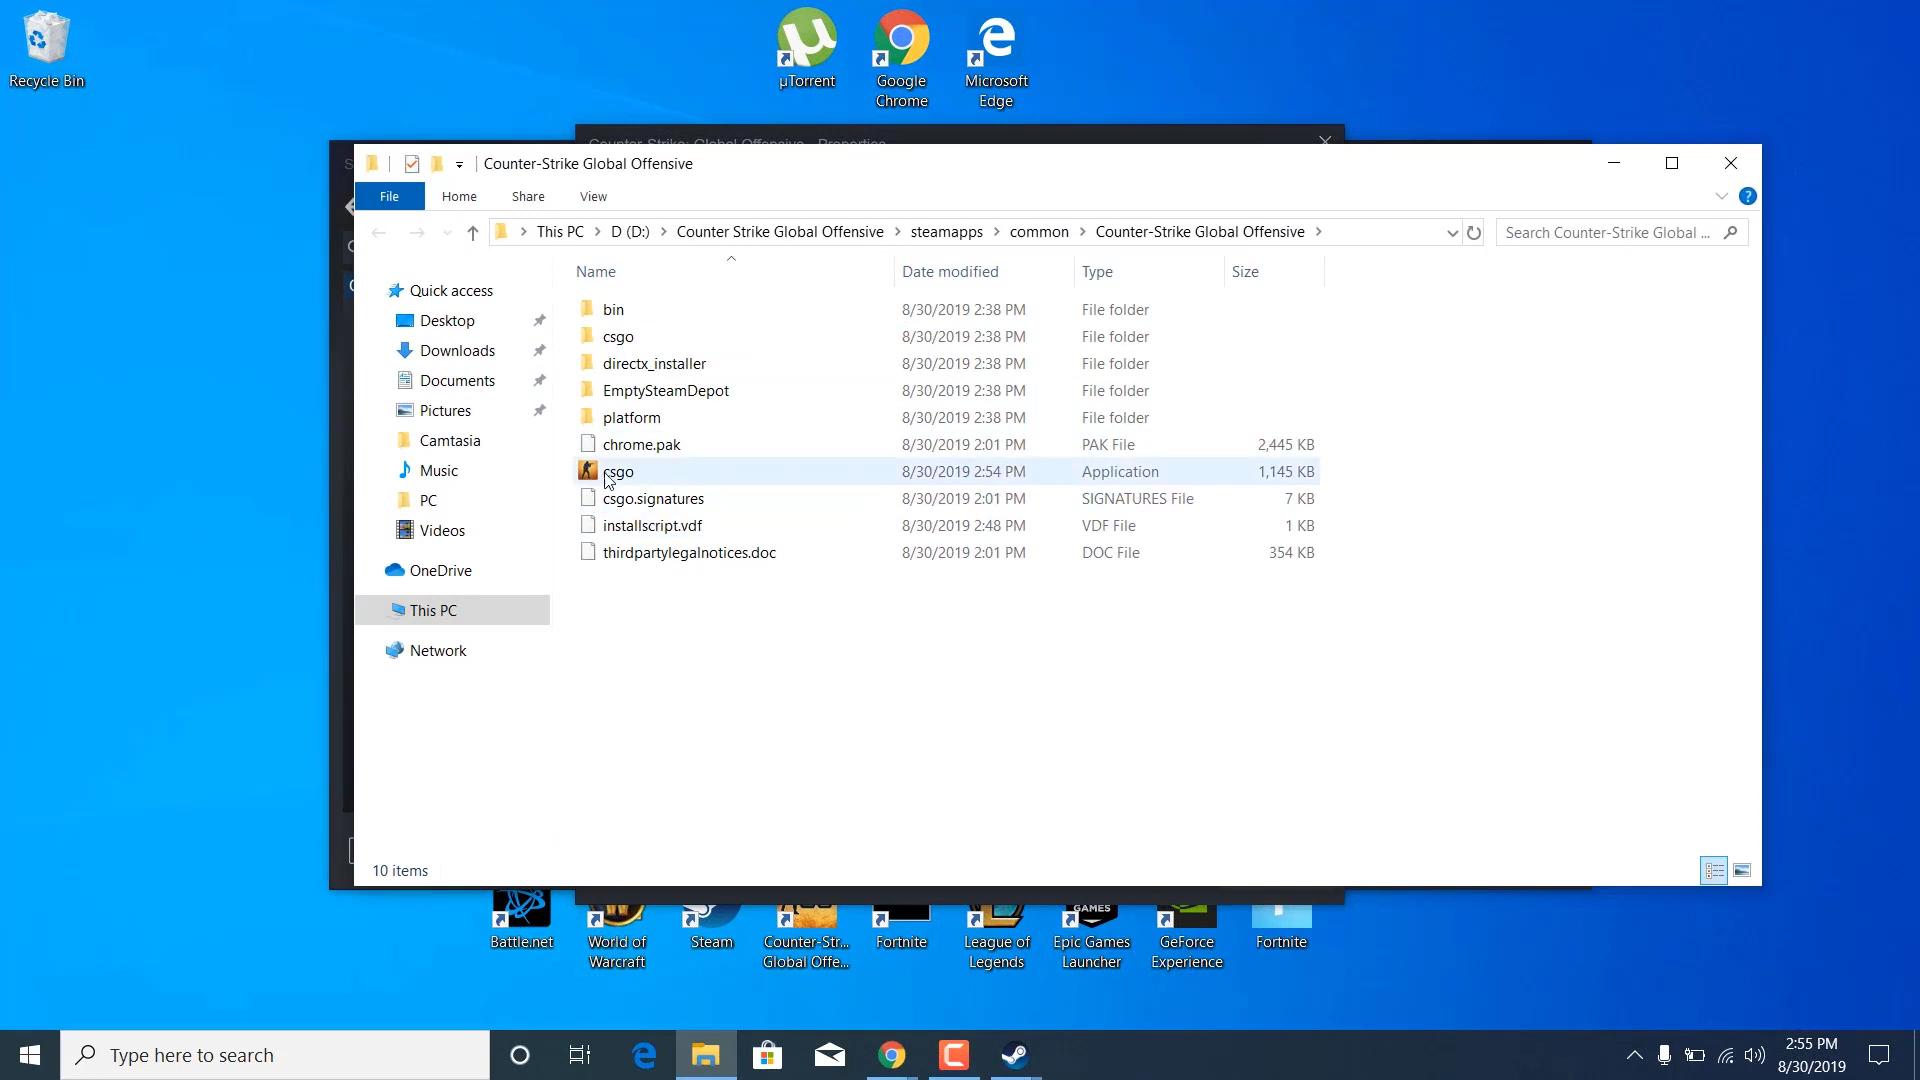 Recycle Bin
µTorrent
Google
Chrome
Microsoft
Edge
Counter-Strike: Global Offensive - Properties
Counter-Strike Global Offensive
File
Home
Share
View
This PC
D (D:)
Counter Strike Global Offensive
steamapps
common
Counter-Strike Global Offensive
Search Counter-Strike Global ...
Name
Date modified
Type
Size
Quick access
Desktop
Downloads
Documents
Pictures
Camtasia
Music
PC
Videos
OneDrive
This PC
Network
bin 8/30/2019 2:38 PM File folder
csgo 8/30/2019 2:38 PM File folder
directx_installer 8/30/2019 2:38 PM File folder
EmptySteamDepot 8/30/2019 2:38 PM File folder
platform 8/30/2019 2:38 PM File folder
chrome.pak 8/30/2019 2:01 PM PAK File 2,445 KB
csgo 8/30/2019 2:54 PM Application 1,145 KB
csgo.signatures 8/30/2019 2:01 PM SIGNATURES File 7 KB
installscript.vdf 8/30/2019 2:48 PM VDF File 1 KB
thirdpartylegalnotices.doc 8/30/2019 2:01 PM DOC File 354 KB
10 items
GAMES
Battle.net
World of
Warcraft
Steam
Counter-Str...
Global Offe...
Fortnite
League of
Legends
Epic Games
Launcher
GeForce
Experience
Fortnite
Type here to search
2:55 PM
8/30/2019